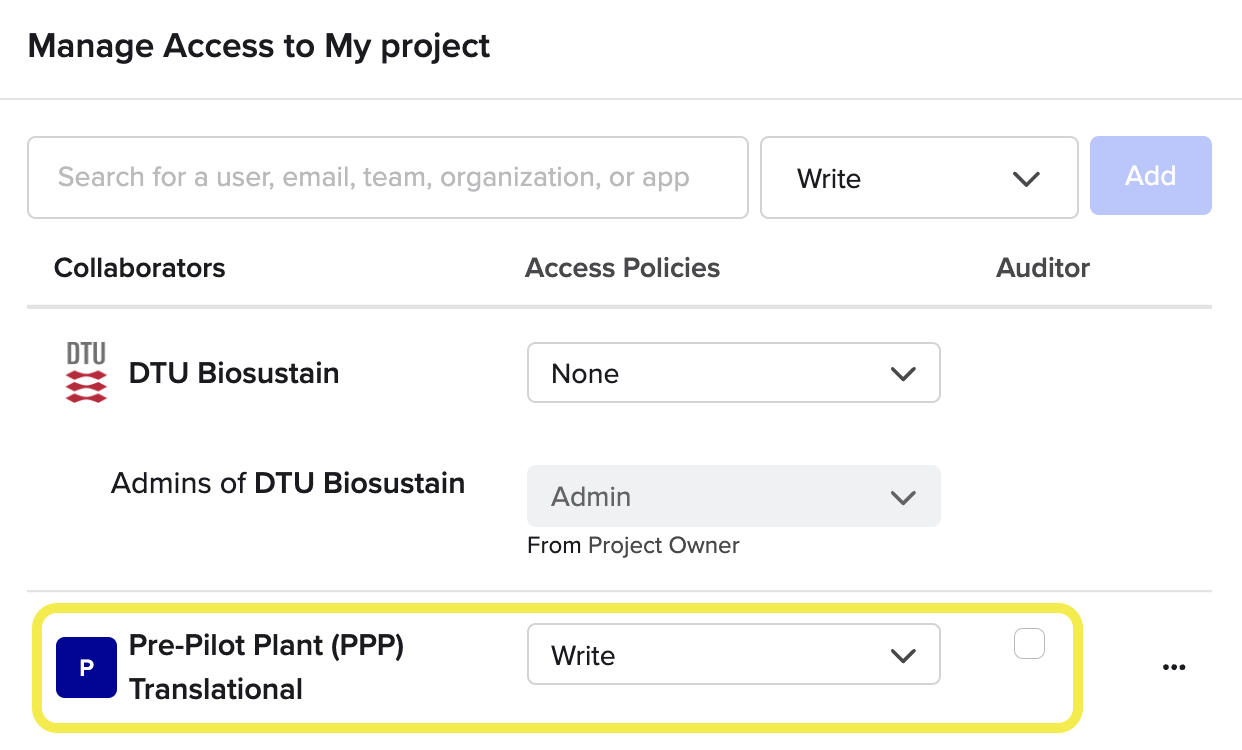 Manage Access to My project
Search for a user, email, team, organization, or app
Write
Add
Collaborators
Access Policies
Auditor
DTU
DTU Biosustain
None
Admins of DTU Biosustain
Admin
From Project Owner
P
Pre-Pilot Plant (PPP)
Translational
Write